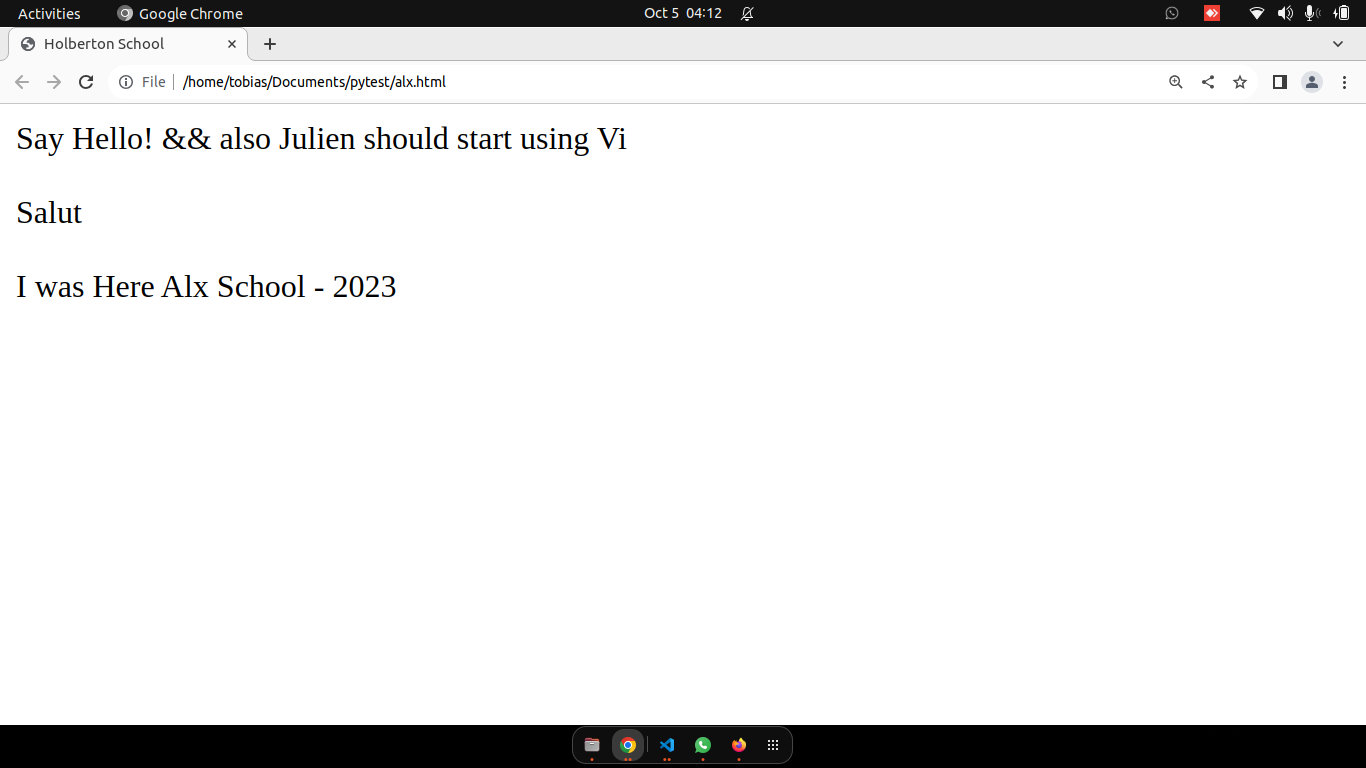 Activities Google Chrome Oct 5 04:12
Holberton School
File /home/tobias/Documents/pytest/alx.html
Say Hello! && also Julien should start using Vi
Salut
I was Here Alx School - 2023